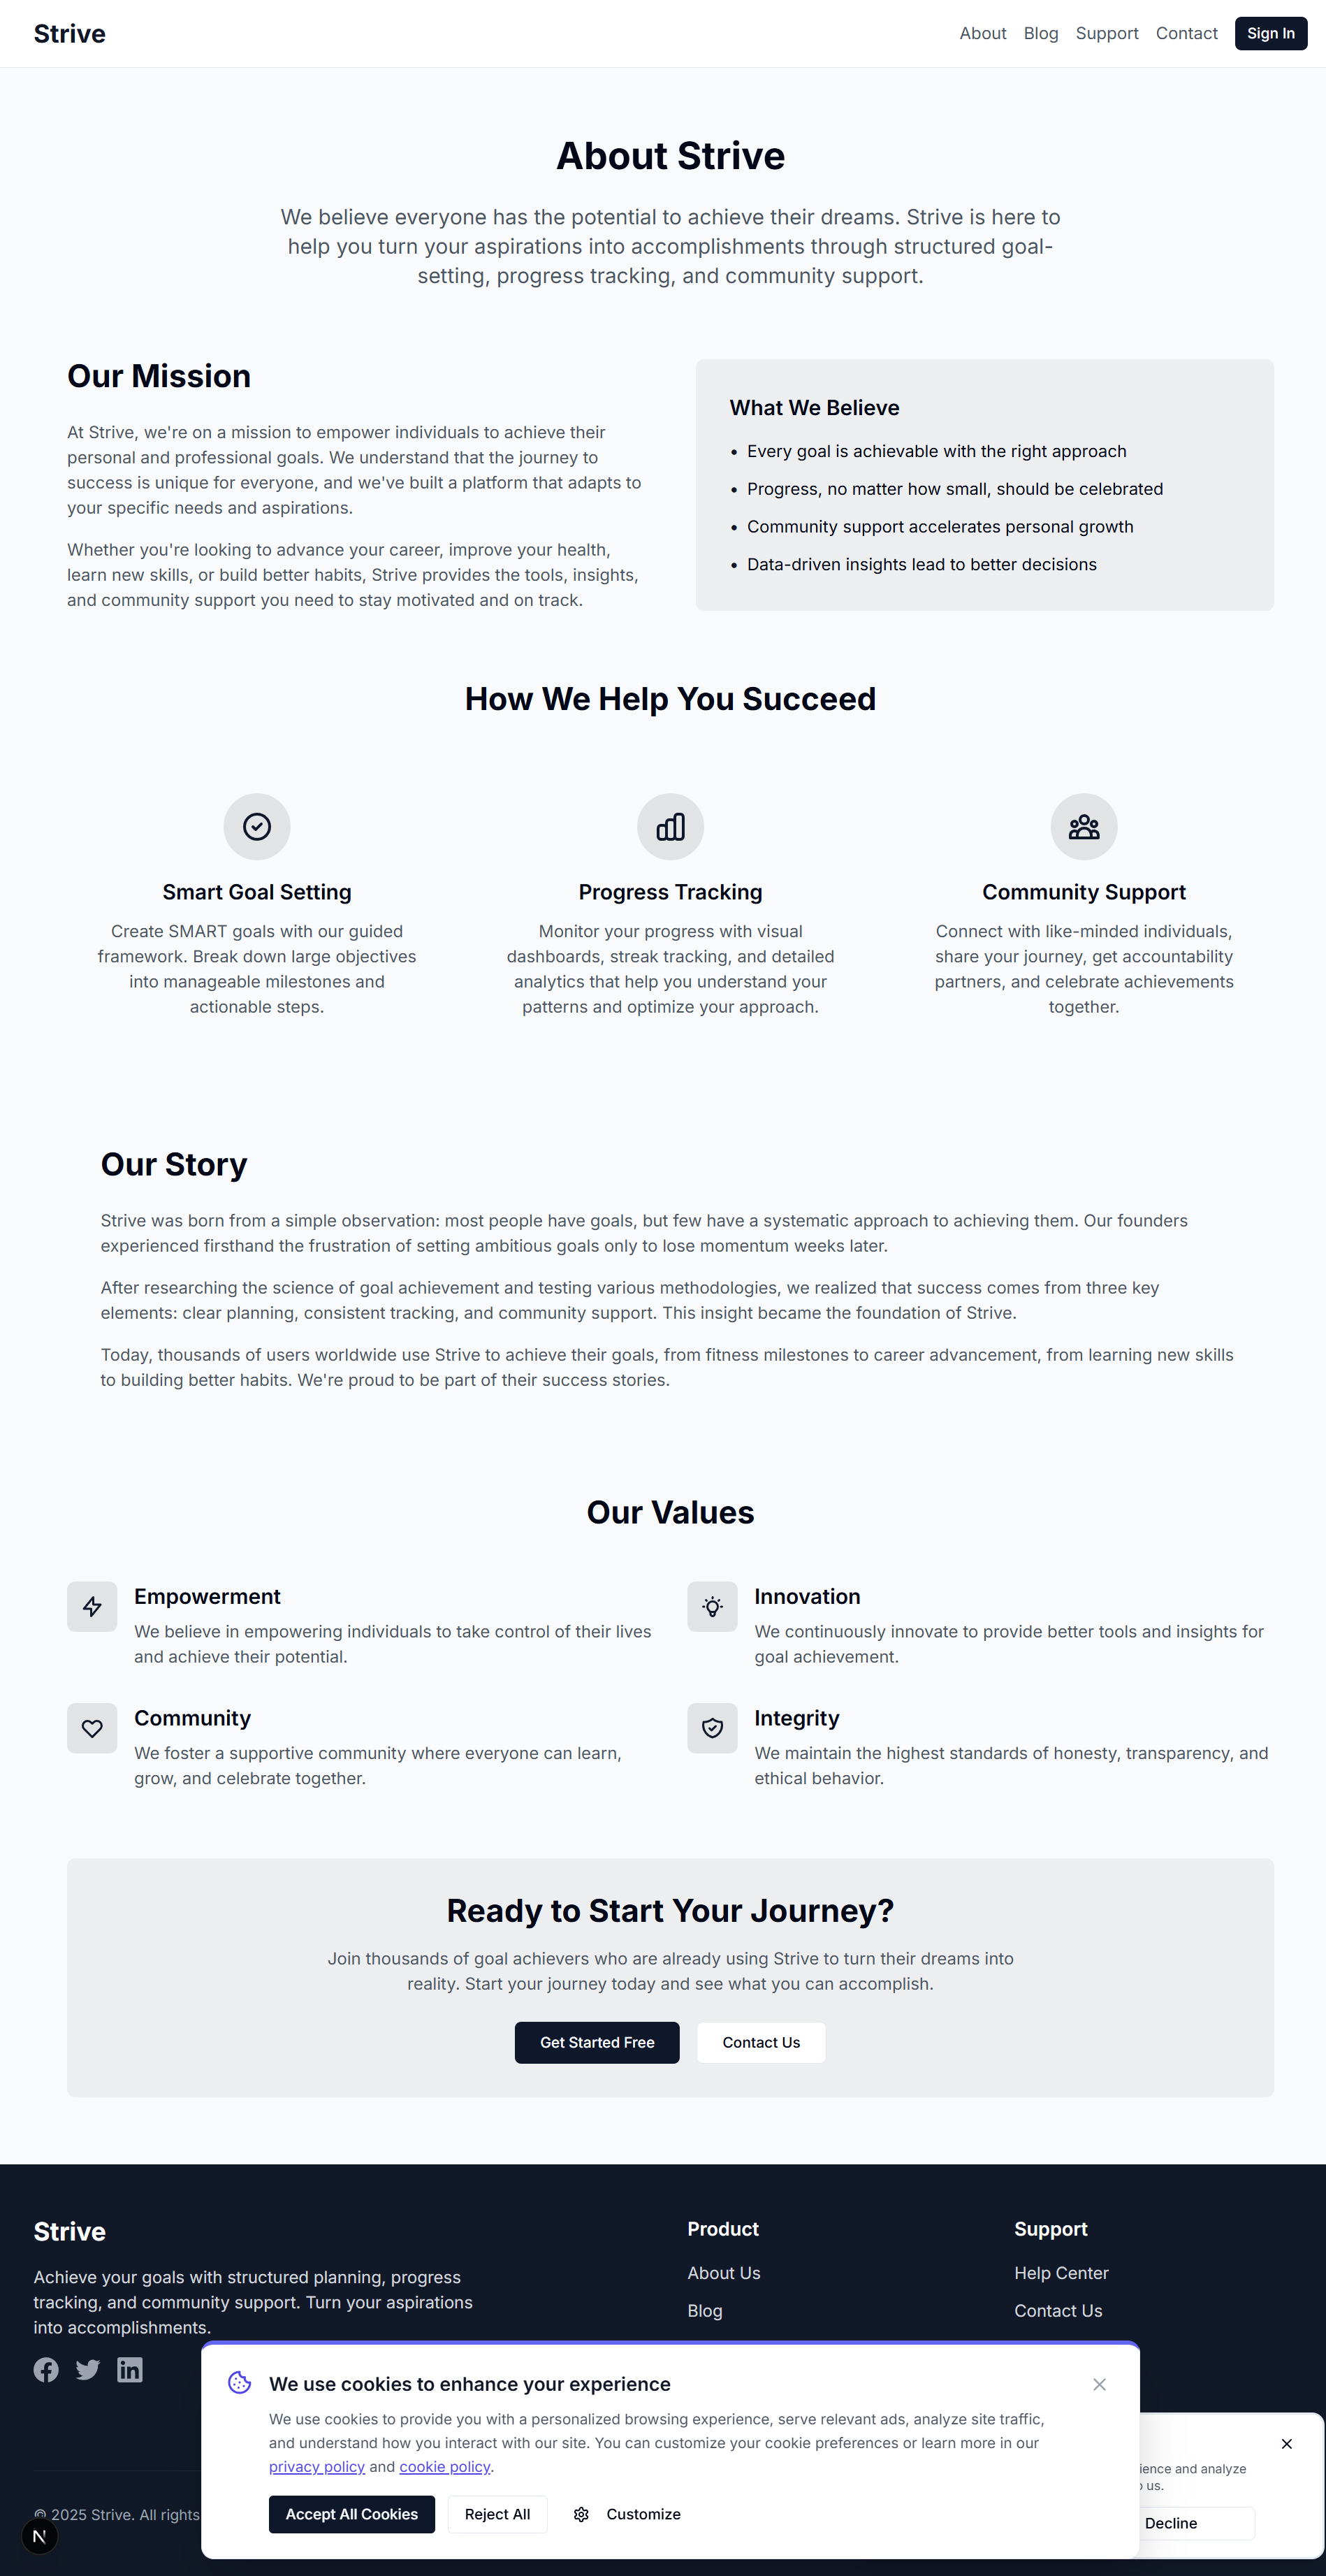 Strive
About
Blog
Support
Contact
Sign In
About Strive
We believe everyone has the potential to achieve their dreams. Strive is here to
help you turn your aspirations into accomplishments through structured goal-
setting, progress tracking, and community support.
Our Mission
At Strive, we're on a mission to empower individuals to achieve their
personal and professional goals. We understand that the journey to
success is unique for everyone, and we've built a platform that adapts to
your specific needs and aspirations.
Whether you're looking to advance your career, improve your health,
learn new skills, or build better habits, Strive provides the tools, insights,
and community support you need to stay motivated and on track.
What We Believe
• Every goal is achievable with the right approach
• Progress, no matter how small, should be celebrated
• Community support accelerates personal growth
• Data-driven insights lead to better decisions
How We Help You Succeed
Smart Goal Setting
Create SMART goals with our guided
framework. Break down large objectives
into manageable milestones and
actionable steps.
Progress Tracking
Monitor your progress with visual
dashboards, streak tracking, and detailed
analytics that help you understand your
patterns and optimize your approach.
Community Support
Connect with like-minded individuals,
share your journey, get accountability
partners, and celebrate achievements
together.
Our Story
Strive was born from a simple observation: most people have goals, but few have a systematic approach to achieving them. Our founders
experienced firsthand the frustration of setting ambitious goals only to lose momentum weeks later.
After researching the science of goal achievement and testing various methodologies, we realized that success comes from three key
elements: clear planning, consistent tracking, and community support. This insight became the foundation of Strive.
Today, thousands of users worldwide use Strive to achieve their goals, from fitness milestones to career advancement, from learning new skills
to building better habits. We're proud to be part of their success stories.
Our Values
Empowerment
We believe in empowering individuals to take control of their lives
and achieve their potential.
Innovation
We continuously innovate to provide better tools and insights for
goal achievement.
Community
We foster a supportive community where everyone can learn,
grow, and celebrate together.
Integrity
We maintain the highest standards of honesty, transparency, and
ethical behavior.
Ready to Start Your Journey?
Join thousands of goal achievers who are already using Strive to turn their dreams into
reality. Start your journey today and see what you can accomplish.
Get Started Free
Contact Us
Strive
Achieve your goals with structured planning, progress
tracking, and community support. Turn your aspirations
into accomplishments.
Product
About Us
Blog
Support
Help Center
Contact Us
We use cookies to enhance your experience
We use cookies to provide you with a personalized browsing experience, serve relevant ads, analyze site traffic,
and understand how you interact with our site. You can customize your cookie preferences or learn more in our
privacy policy and cookie policy.
Accept All Cookies
Reject All
Customize
and analyze
us.
Decline
© 2025 Strive. All rights
N